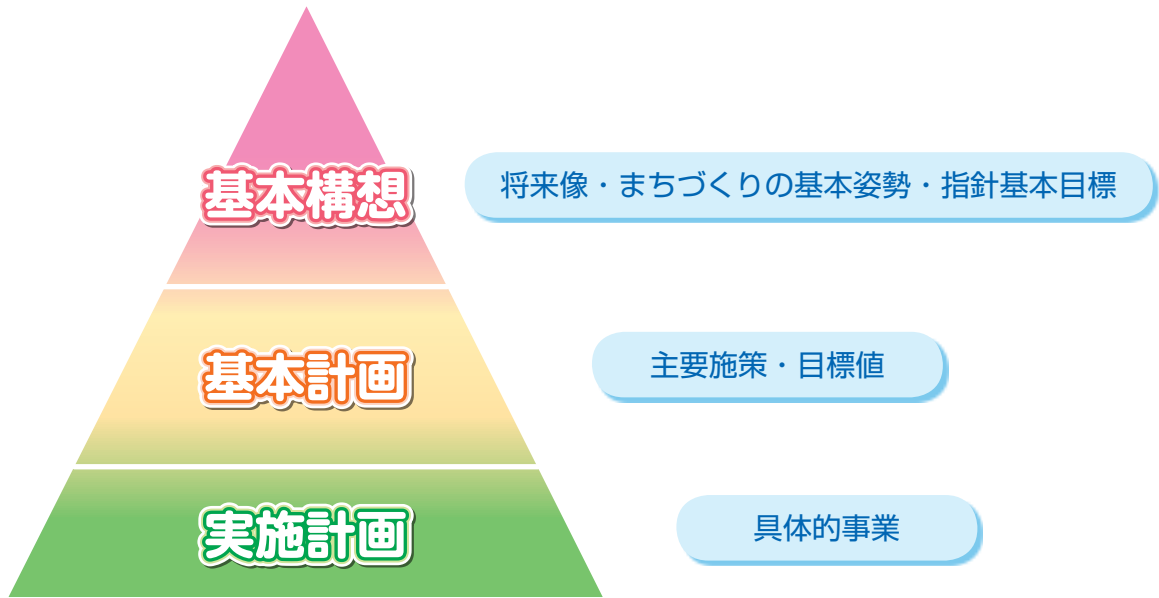 基本構想
将来像・まちづくりの基本姿勢・指針基本目標
基本計画
主要施策・目標値
実施計画
具体的事業